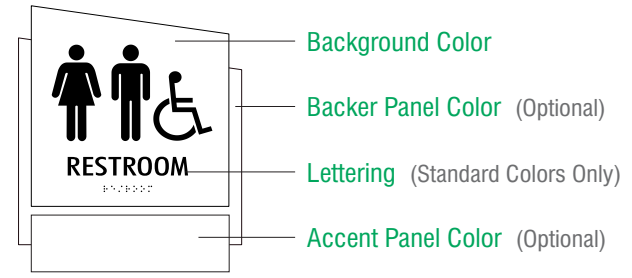 Background Color
Backer Panel Color (Optional)
RESTROOM
Lettering (Standard Colors Only)
Accent Panel Color (Optional)